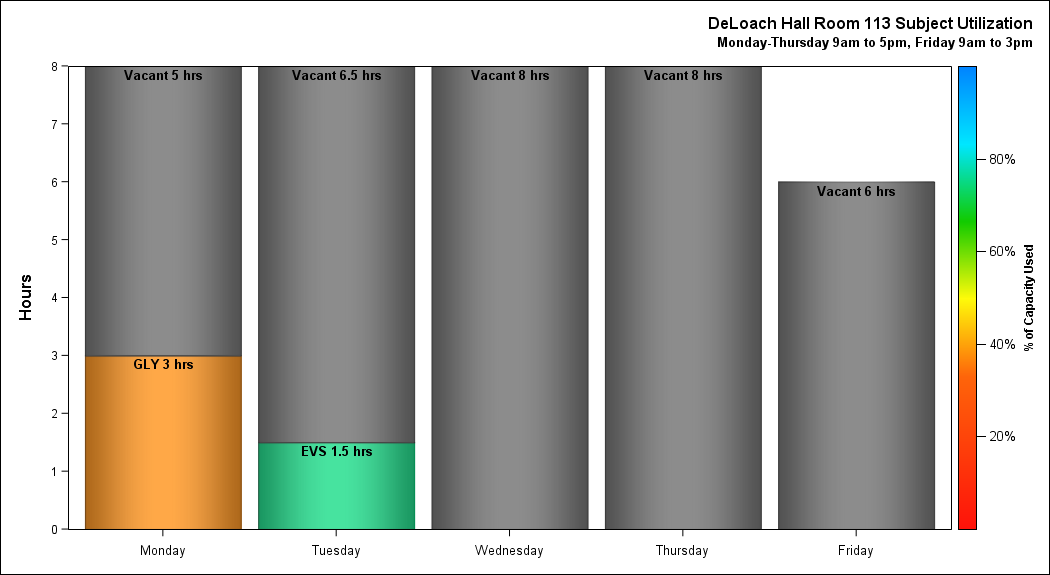 DeLoach Hall Room 113 Subject Utilization
Monday-Thursday 9am to 5pm, Friday 9am to 3pm
Hours
8
7
6
5
4
3
2
1
0
Vacant 5 hrs
GLY 3 hrs
Vacant 6.5 hrs
EVS 1.5 hrs
Vacant 8 hrs
Vacant 8 hrs
Vacant 6 hrs
Monday
Tuesday
Wednesday
Thursday
Friday
80%
60%
40%
20%
% of Capacity Used